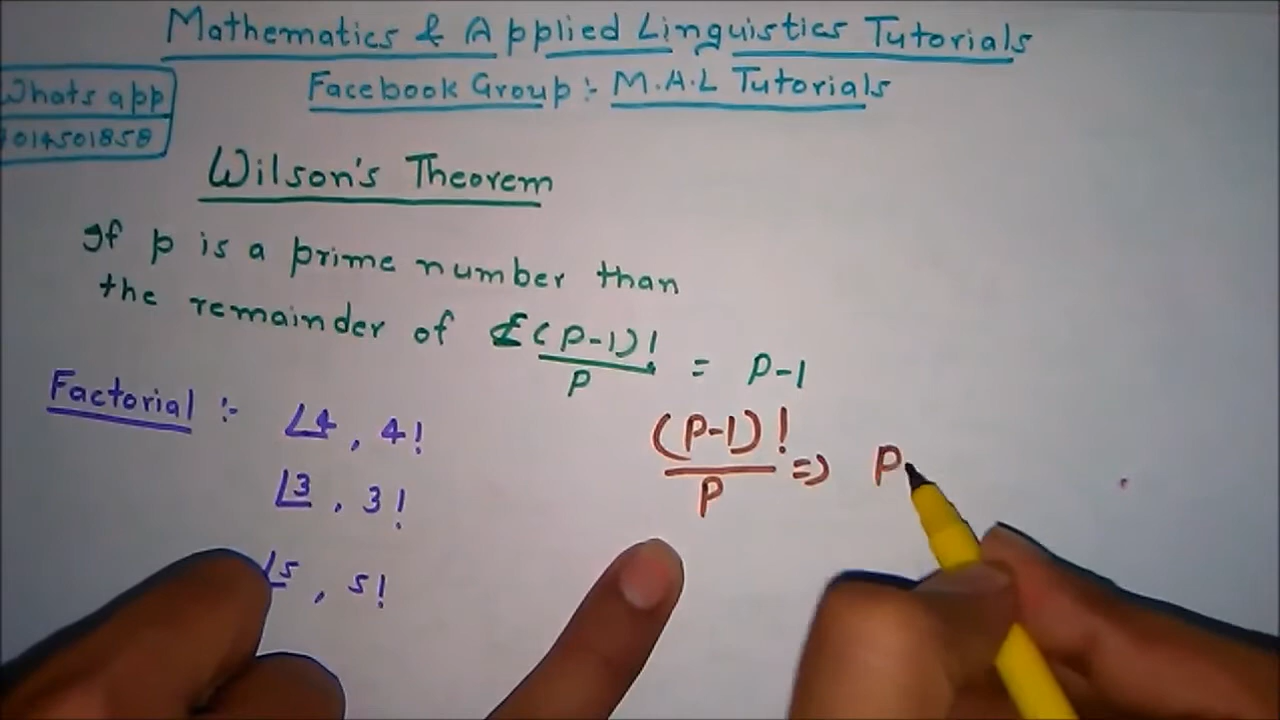 Mathematics & Applied Linguistics Tutorials
Facebook Group :- M.A.L Tutorials
Whats app
014501858
Wilson's Theorem
If p is a prime number than
the remainder of (p-1)!
p
= p-1
Factorial :- ∠4, 4!
∠3, 3!
∠5, 5!
(P-1)!
P
=> P